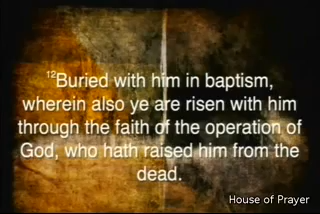 12Buried with him in baptism,
wherein also ye are risen with him
through the faith of the operation of
God, who hath raised him from the
dead.
House of Prayer